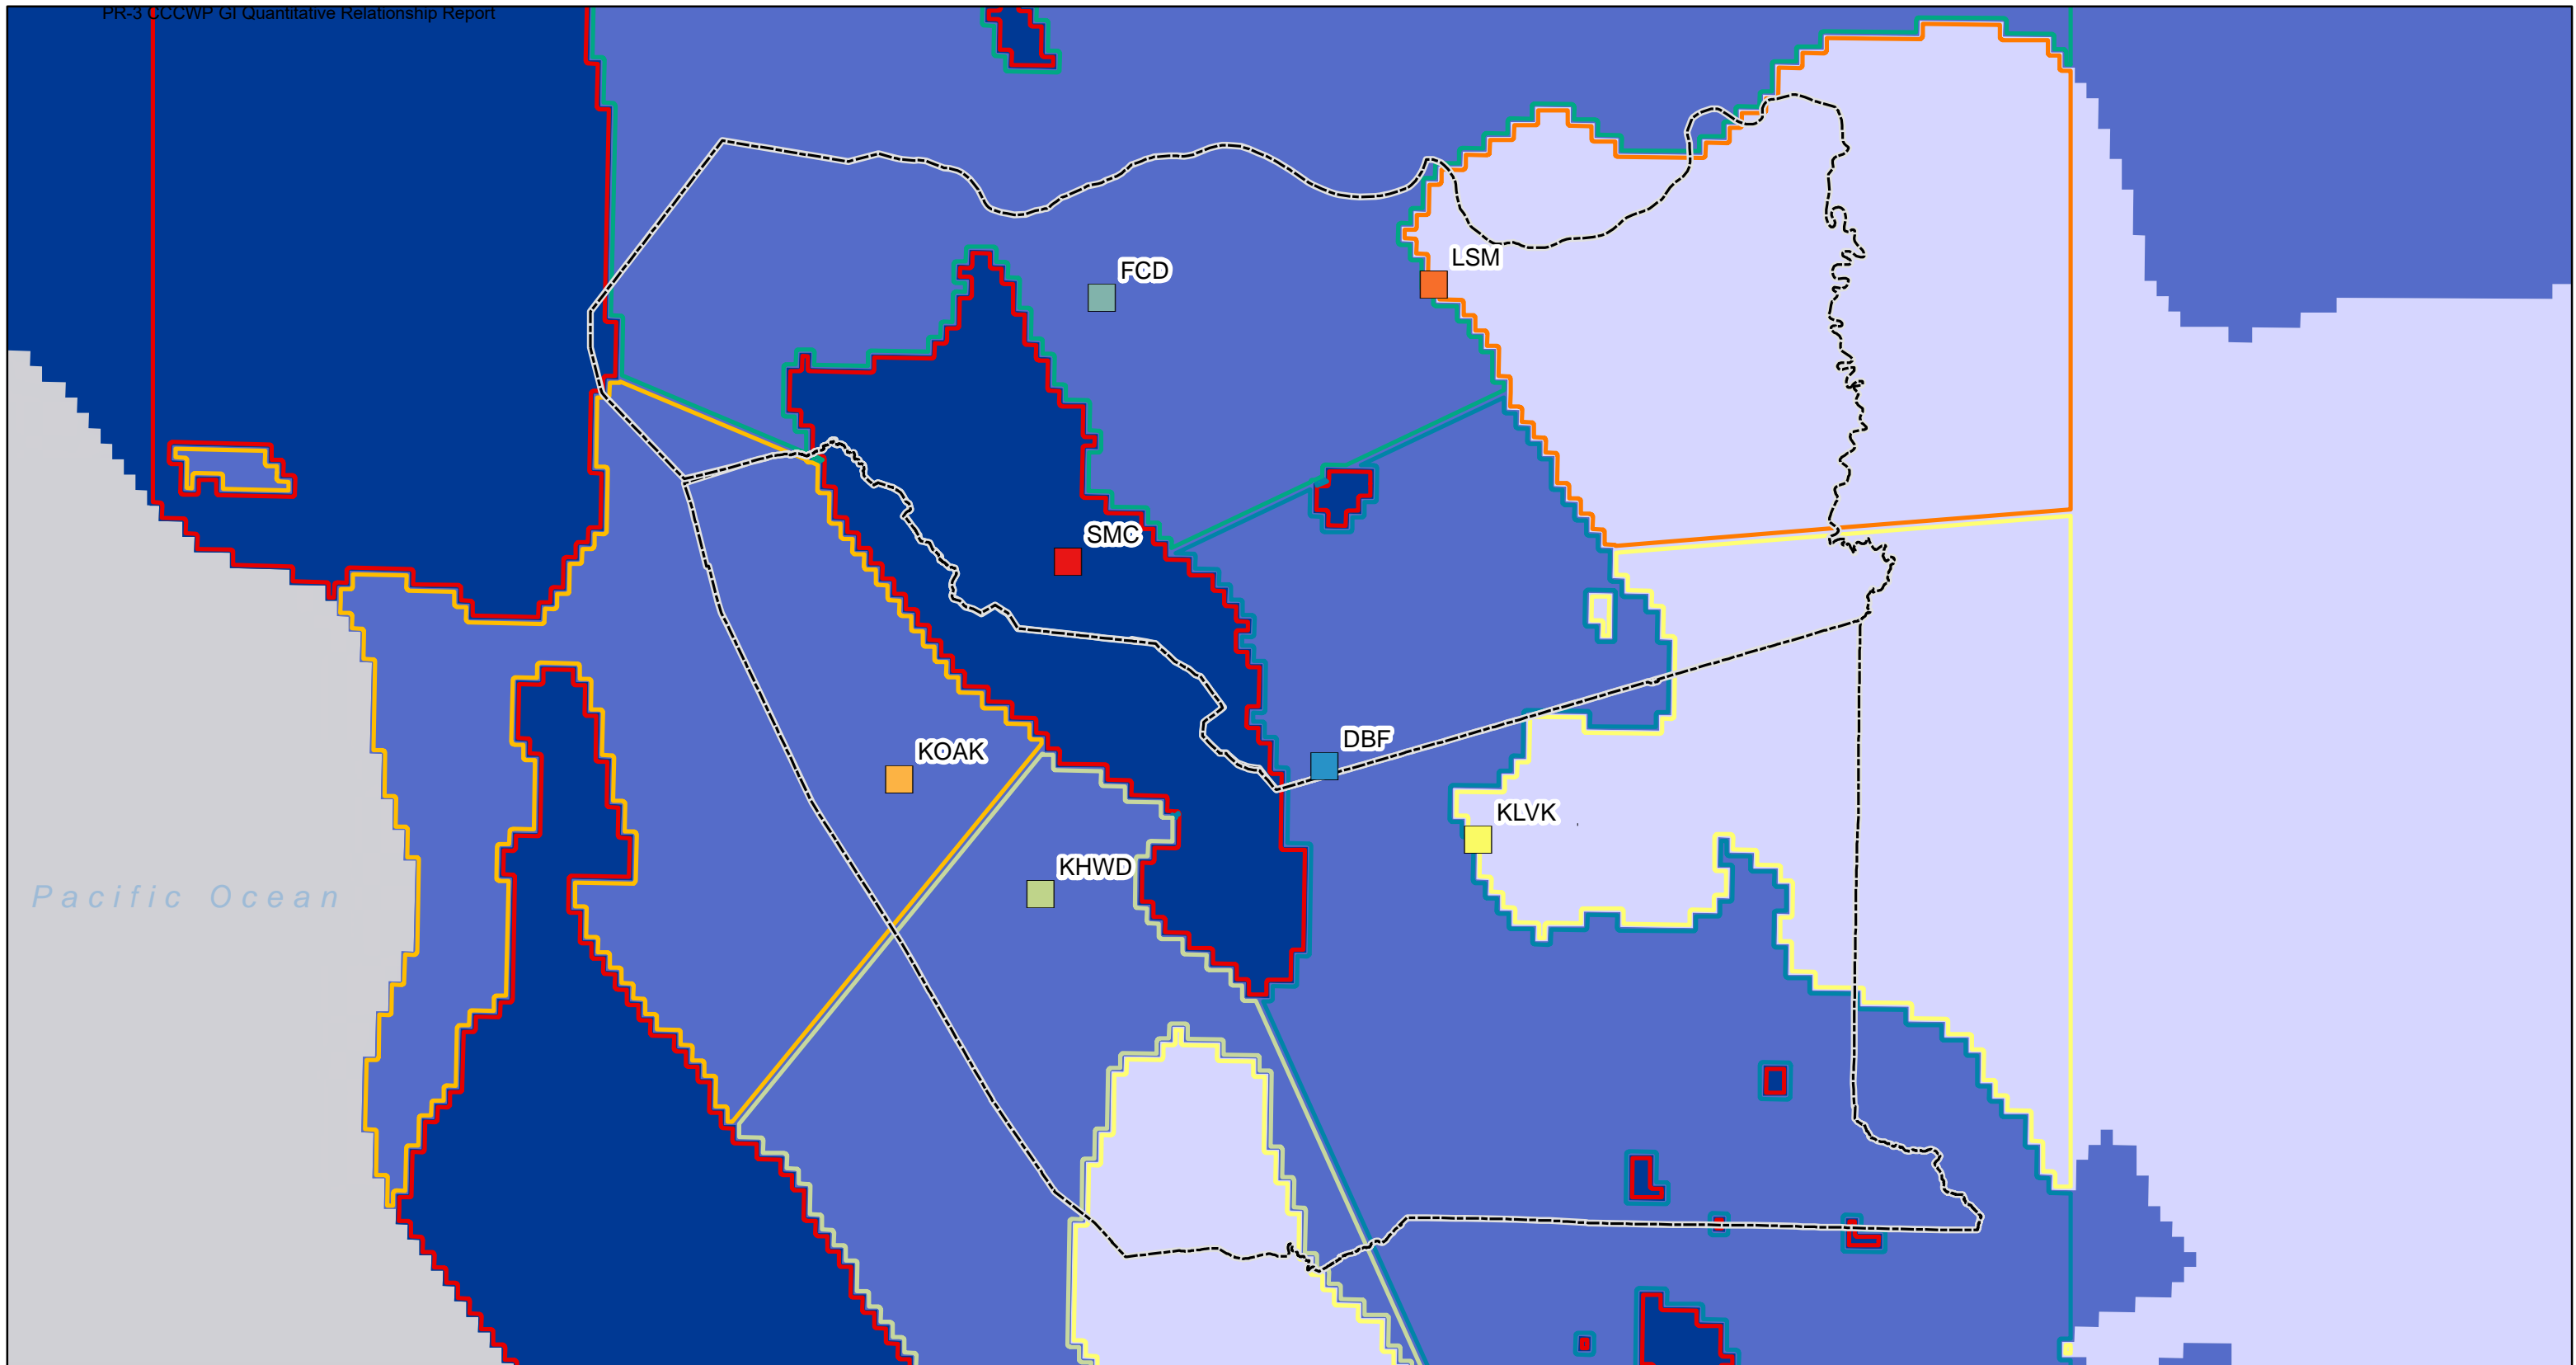 PR-3 CCCWP GI Quantitative Relationship Report
LSM
FCD
SMC
DBF
KOAK
KLVK
KHWD
Pacific Ocean